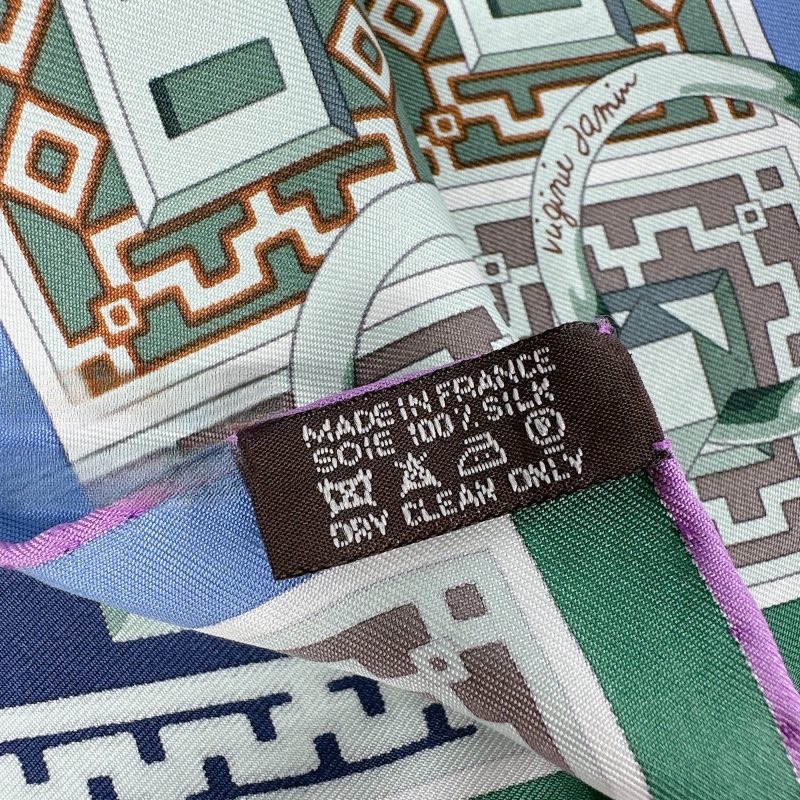 virginie Jamin
MADE IN FRANCE
SOIE 100% SILK
DRY CLEAN ONLY